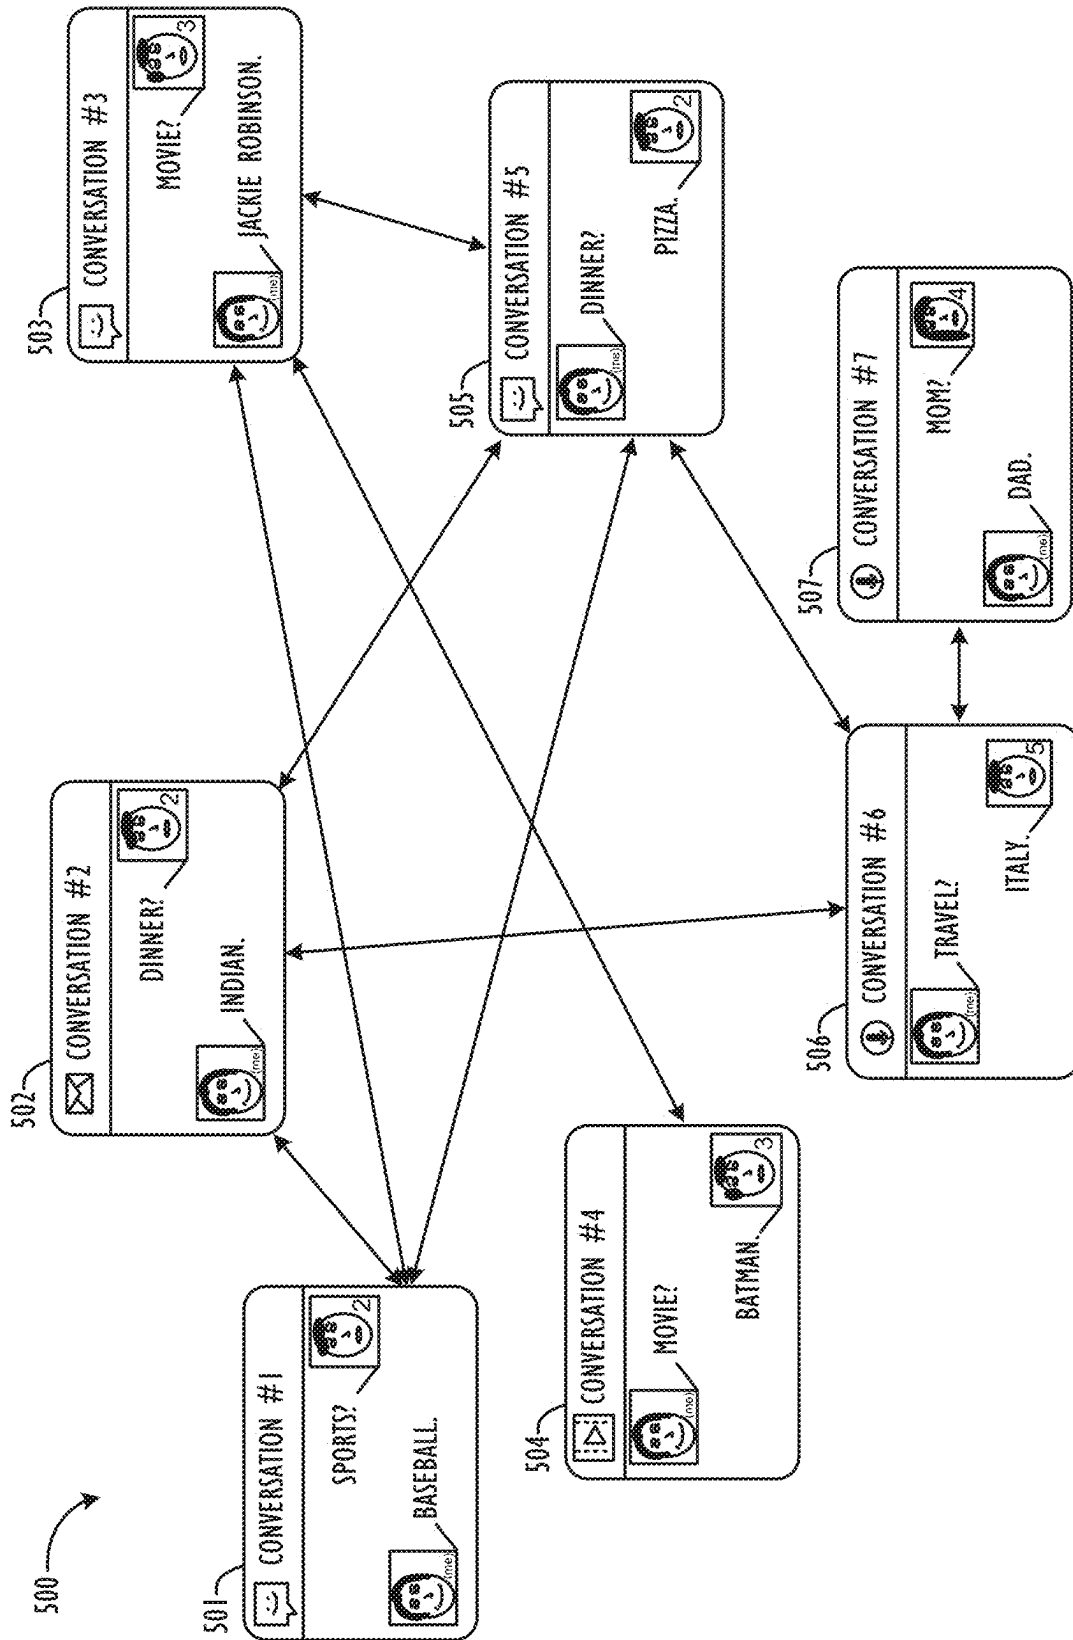 500
501
CONVERSATION #1
SPORTS?
2
BASEBALL.
(me)
502
CONVERSATION #2
DINNER?
2
INDIAN.
(me)
503
CONVERSATION #3
MOVIE?
3
JACKIE ROBINSON.
(me)
504
CONVERSATION #4
MOVIE?
(me)
BATMAN.
3
505
CONVERSATION #5
DINNER?
(me)
PIZZA.
2
506
CONVERSATION #6
TRAVEL?
(me)
ITALY.
5
507
CONVERSATION #7
MOM?
4
DAD.
(me)